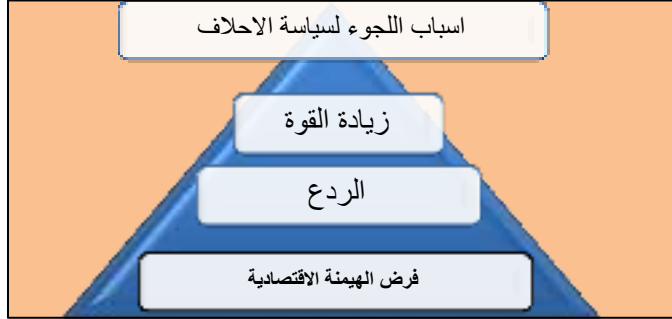 اسباب اللجوء لسياسة الاحلاف
زيادة القوة
الردع
فرض الهيمنة الاقتصادية